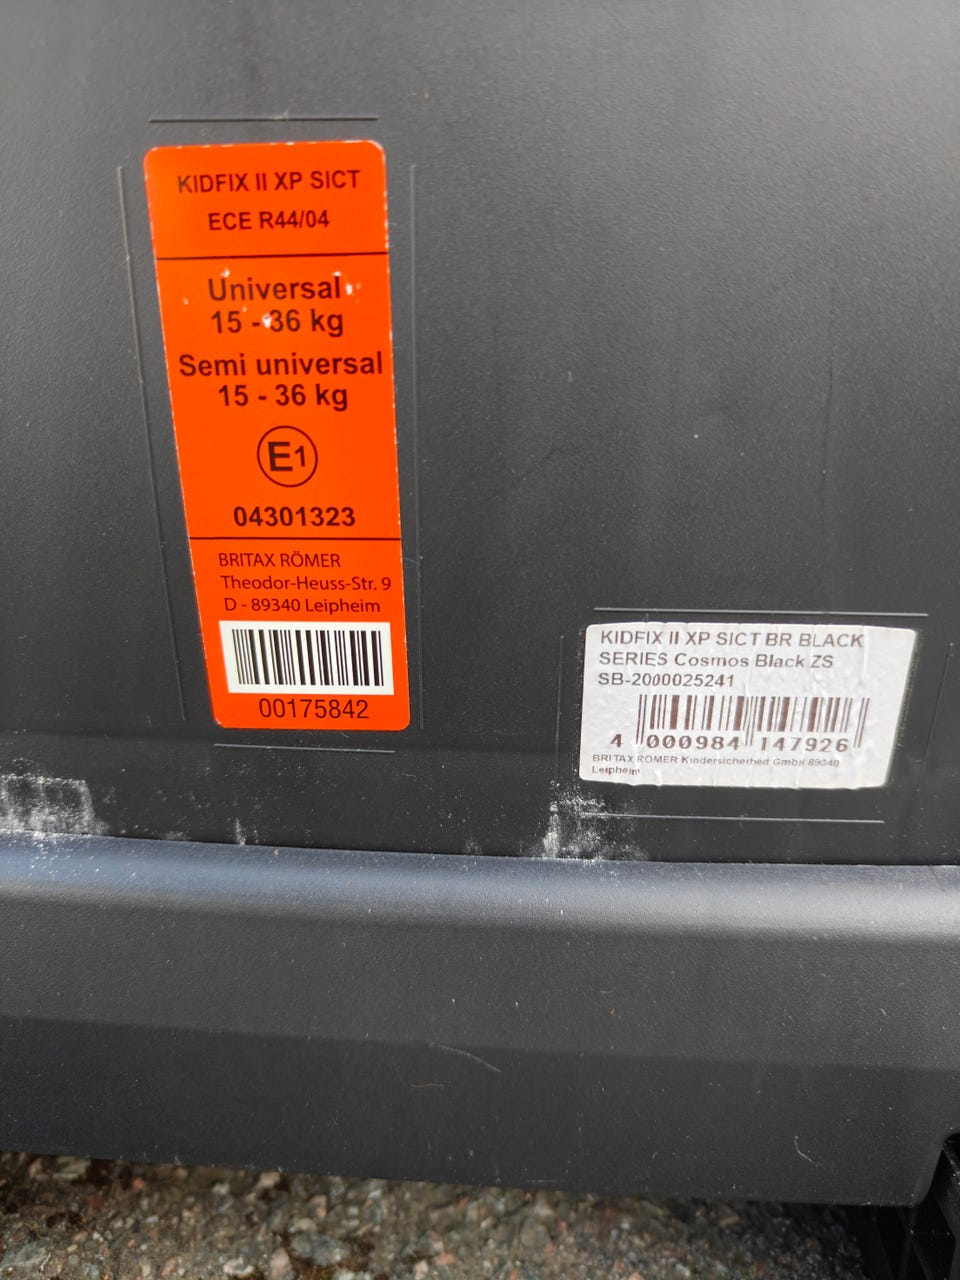 KIDFIX II XP SICT
ECE R44/04
Universal
15 - 36 kg
Semi universal
15 - 36 kg
E1
04301323
BRITAX RÖMER
Theodor-Heuss-Str. 9
D - 89340 Leipheim
00175842
KIDFIX II XP SICT BR BLACK
SERIES Cosmos Black ZS
SB-2000025241
4 000984 147926
BRITAX RÖMER Kindersicherheit GmbH 89340
Leipheim